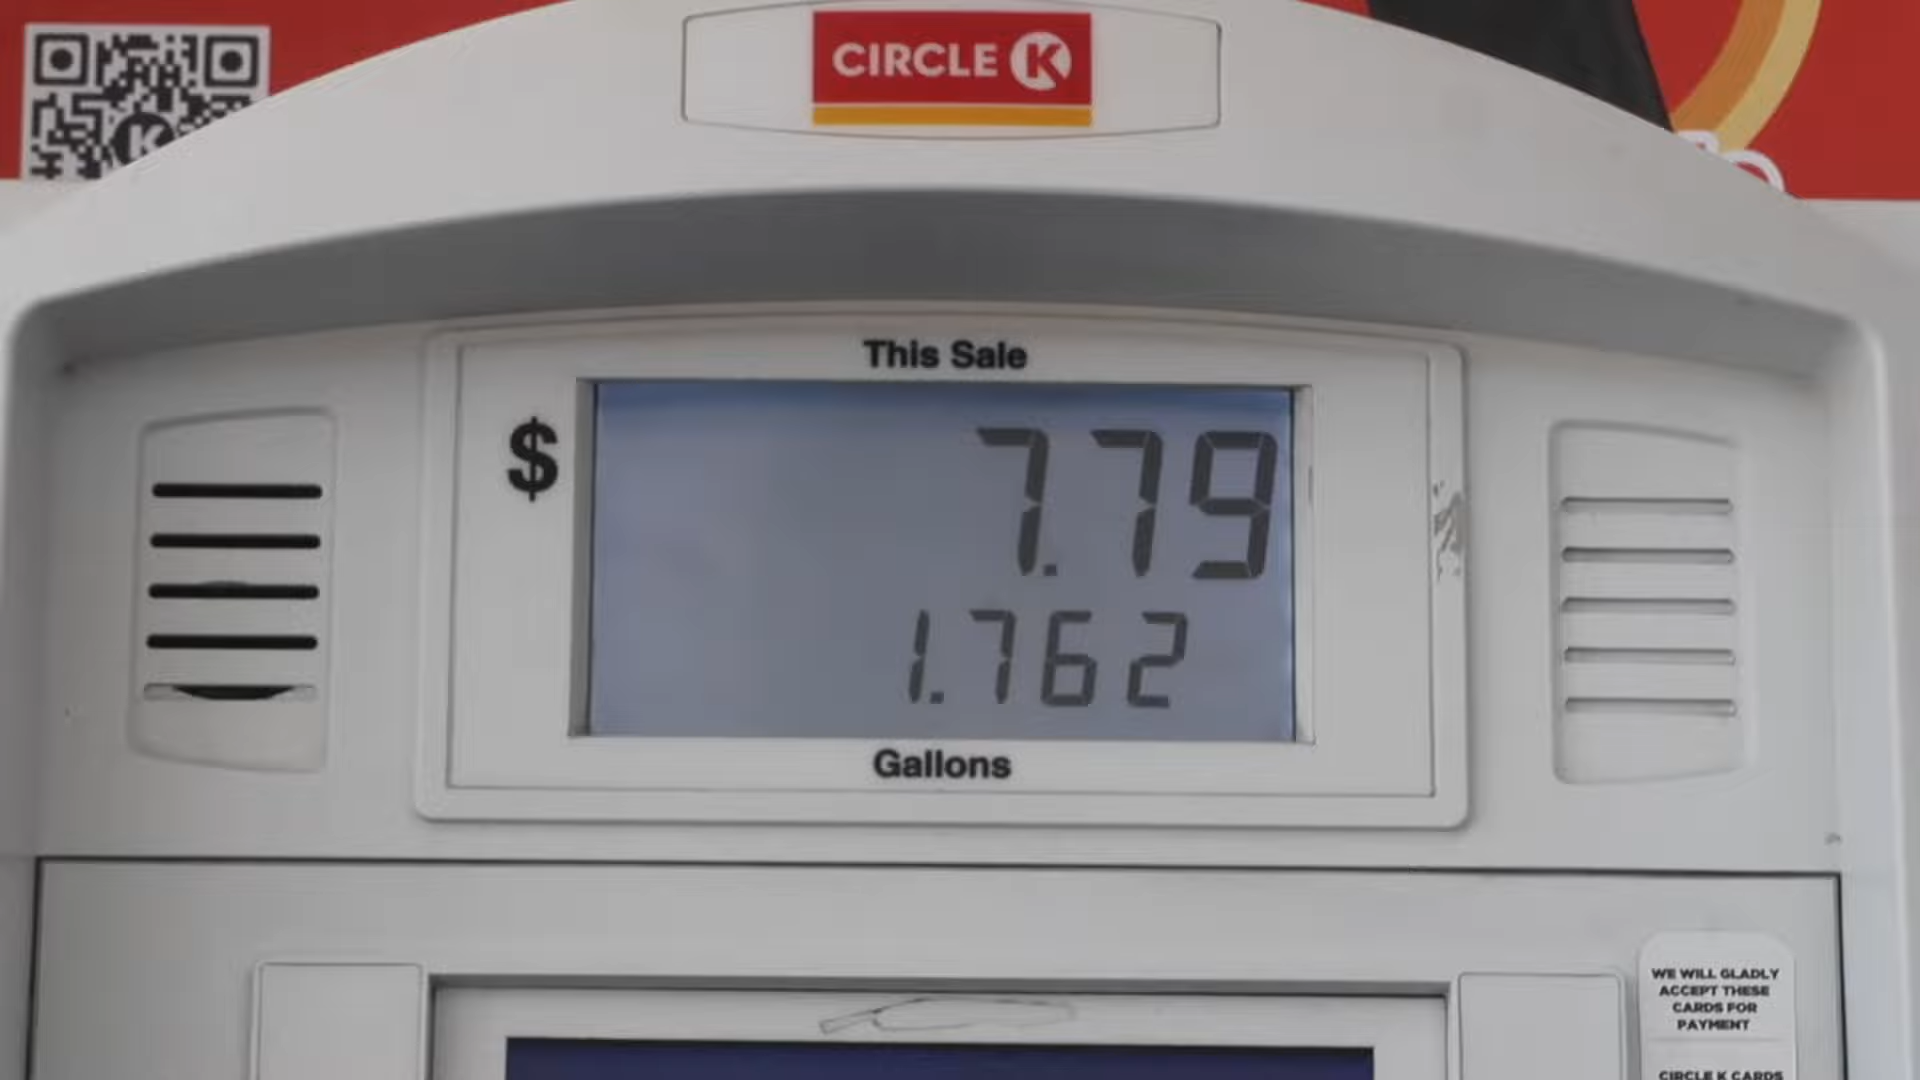 CIRCLE K
K
This Sale
$ 7.79
1.762
Gallons
WE WILL GLADLY
ACCEPT THESE
CARDS FOR
PAYMENT
CIRCLE K CARDS